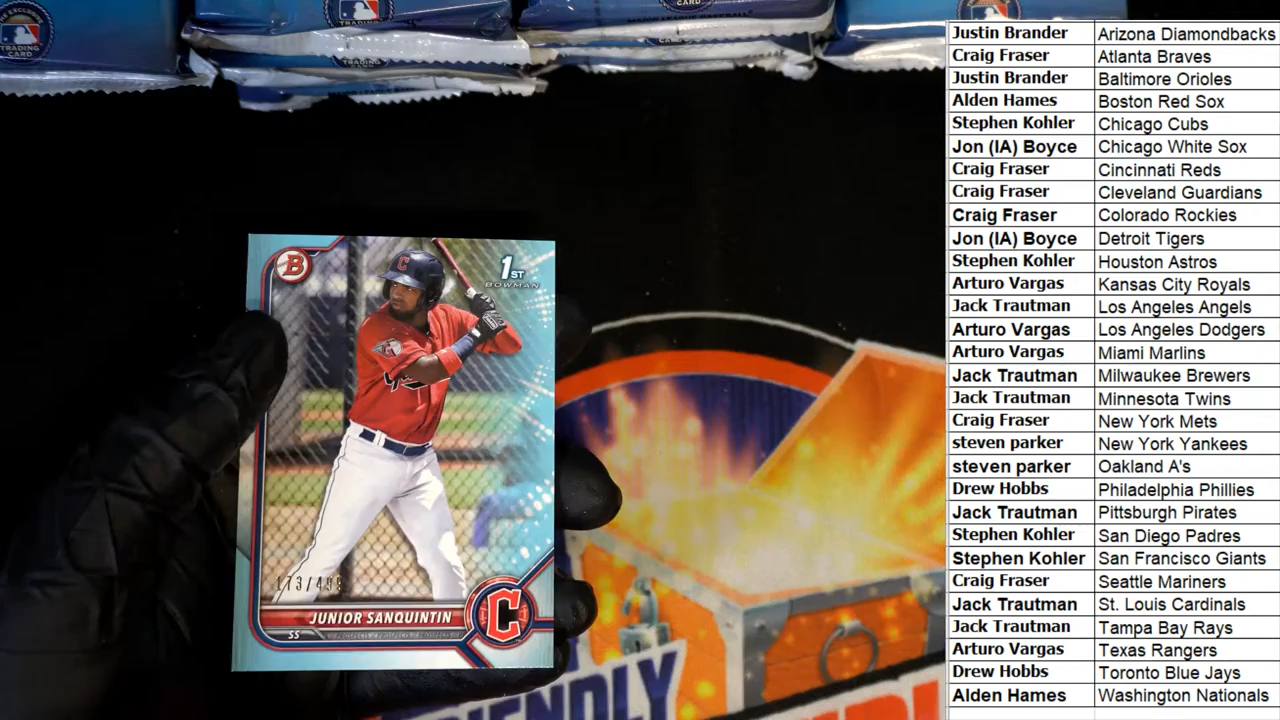 TRADING
CARD
TRADING
CARD
Justin Brander Arizona Diamondbacks
Craig Fraser Atlanta Braves
Justin Brander Baltimore Orioles
Alden Hames Boston Red Sox
Stephen Kohler Chicago Cubs
Jon (IA) Boyce Chicago White Sox
Craig Fraser Cincinnati Reds
Craig Fraser Cleveland Guardians
Craig Fraser Colorado Rockies
Jon (IA) Boyce Detroit Tigers
Stephen Kohler Houston Astros
Arturo Vargas Kansas City Royals
Jack Trautman Los Angeles Angels
Arturo Vargas Los Angeles Dodgers
Arturo Vargas Miami Marlins
Jack Trautman Milwaukee Brewers
Jack Trautman Minnesota Twins
Craig Fraser New York Mets
steven parker New York Yankees
steven parker Oakland A's
Drew Hobbs Philadelphia Phillies
Jack Trautman Pittsburgh Pirates
Stephen Kohler San Diego Padres
Stephen Kohler San Francisco Giants
Craig Fraser Seattle Mariners
Jack Trautman St. Louis Cardinals
Jack Trautman Tampa Bay Rays
Arturo Vargas Texas Rangers
Drew Hobbs Toronto Blue Jays
Alden Hames Washington Nationals
B
1ST
BOWMAN
C
173/499
JUNIOR SANQUINTIN
SS
C